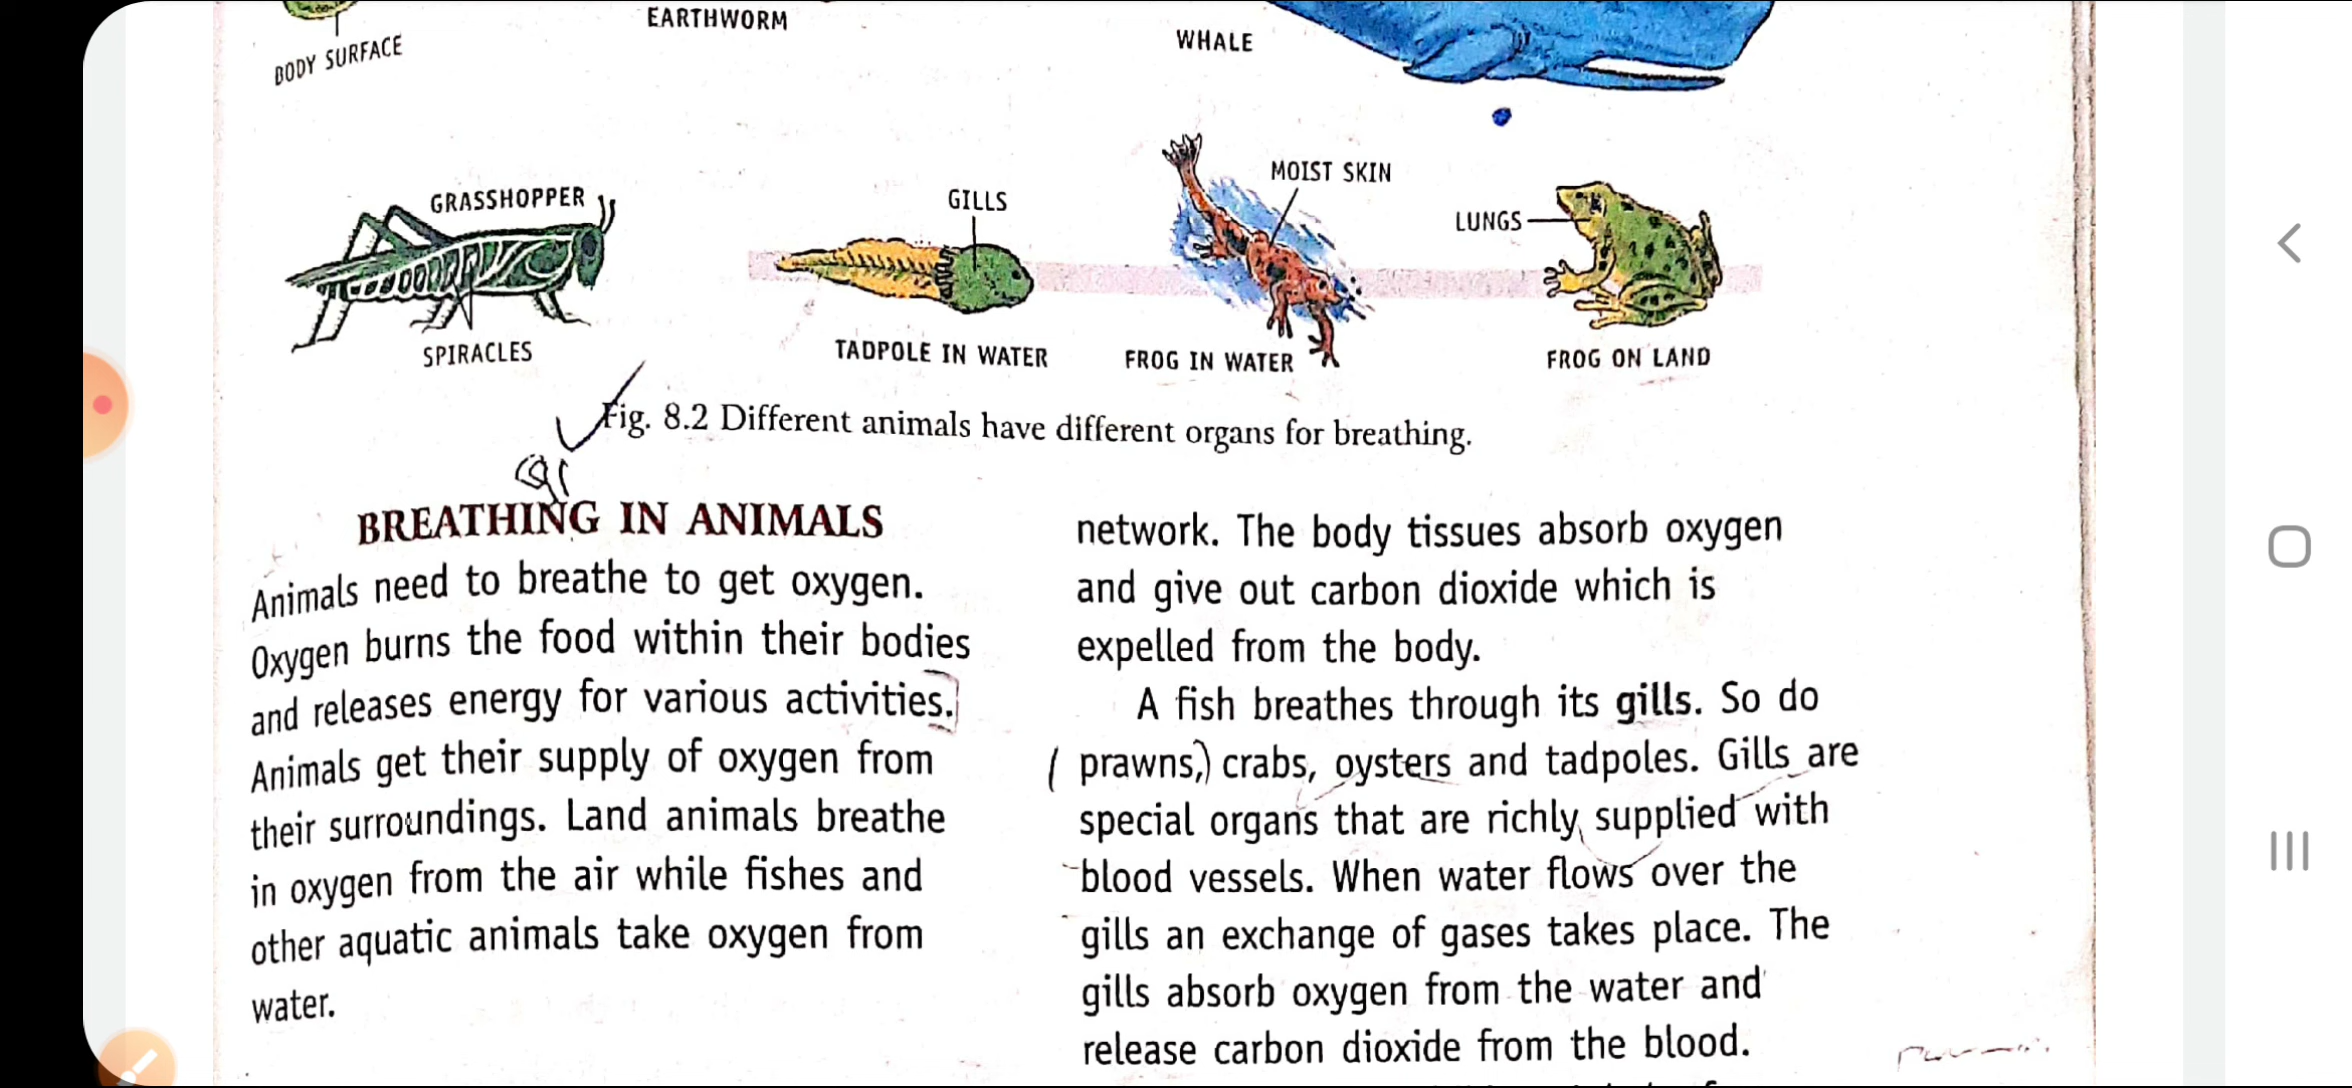 BODY SURFACE
EARTHWORM
WHALE
GRASSHOPPER
SPIRACLES
GILLS
TADPOLE IN WATER
MOIST SKIN
FROG IN WATER
LUNGS
FROG ON LAND
Fig. 8.2 Different animals have different organs for breathing.
Q1
BREATHING IN ANIMALS
Animals need to breathe to get oxygen.
Oxygen burns the food within their bodies
and releases energy for various activities.
Animals get their supply of oxygen from
their surroundings. Land animals breathe
in oxygen from the air while fishes and
other aquatic animals take oxygen from
water.
network. The body tissues absorb oxygen
and give out carbon dioxide which is
expelled from the body.
A fish breathes through its gills. So do
( prawns,) crabs, oysters and tadpoles. Gills are
special organs that are richly supplied with
blood vessels. When water flows over the
gills an exchange of gases takes place. The
gills absorb oxygen from the water and
release carbon dioxide from the blood.